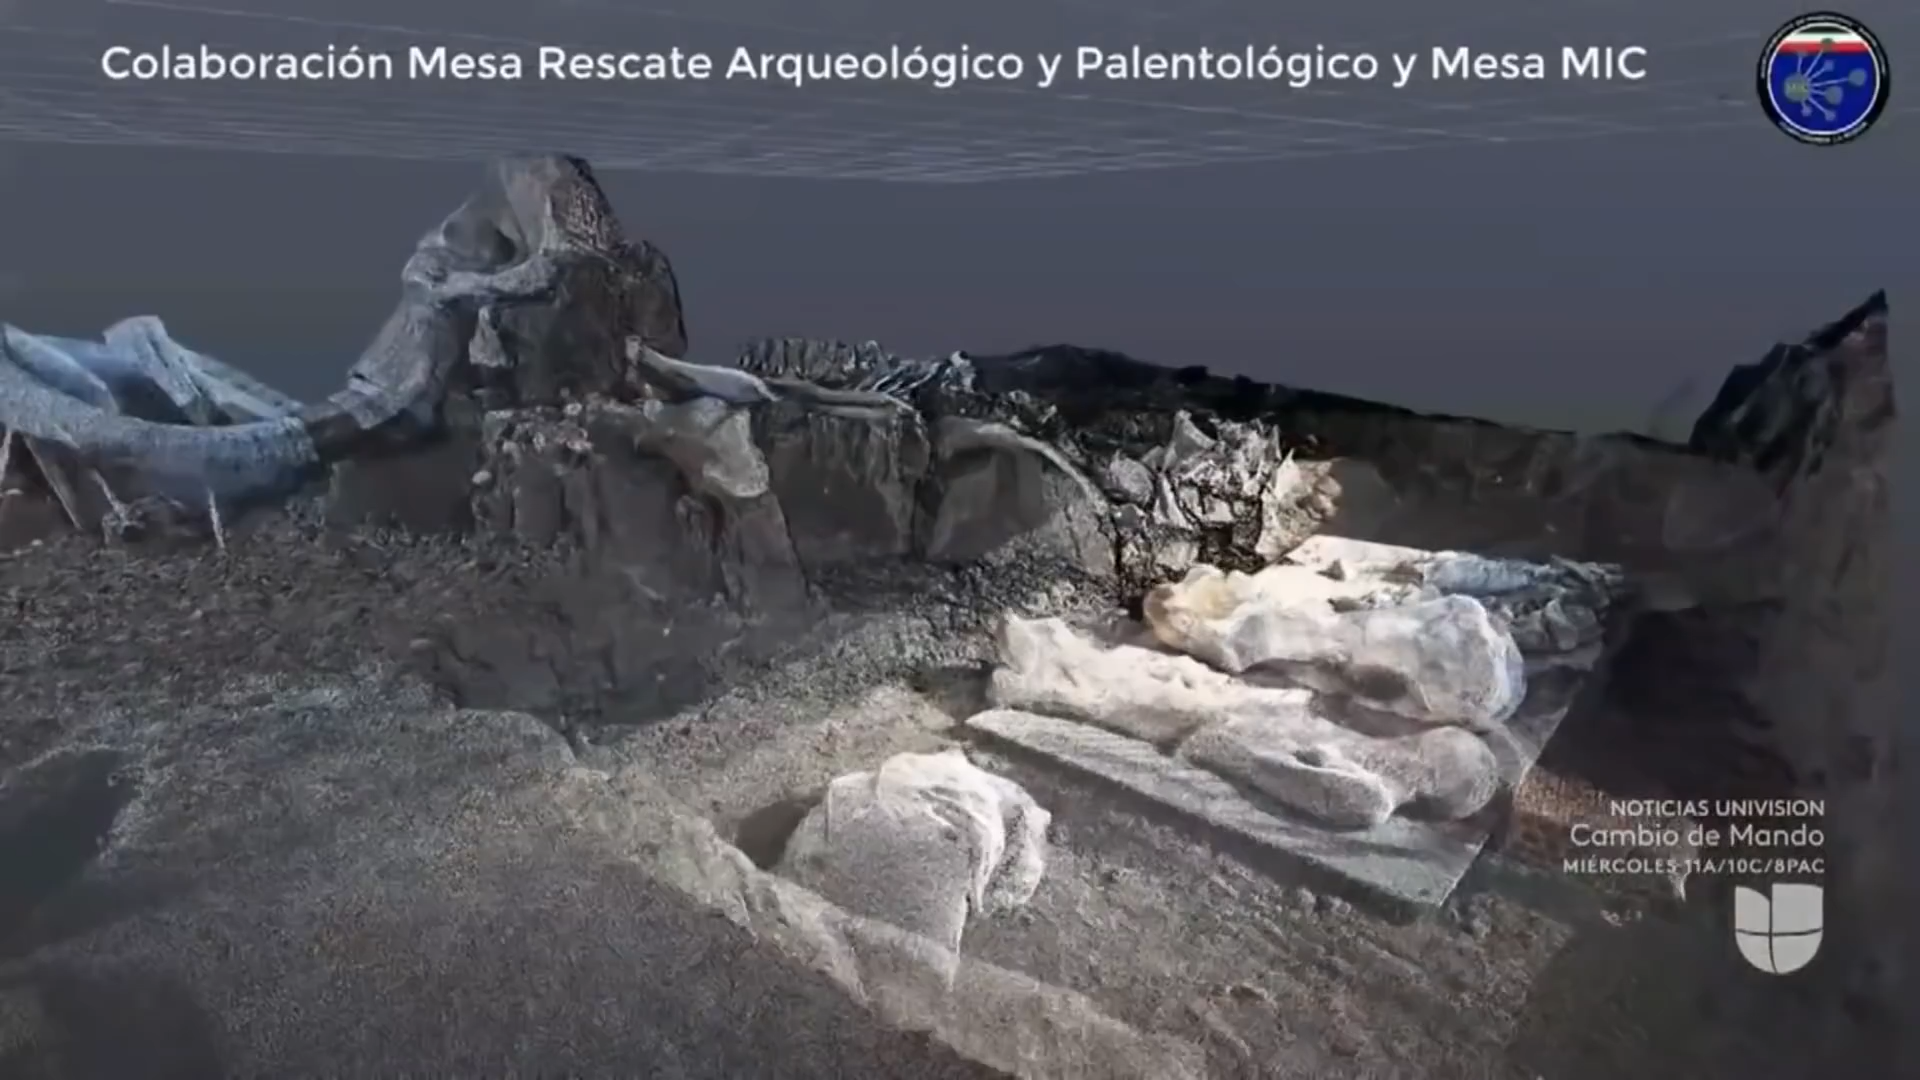 Colaboración Mesa Rescate Arqueológico y Palentológico y Mesa MIC
NOTICIAS UNIVISION
Cambio de Mando
MIÉRCOLES 11A/10C/8PAC